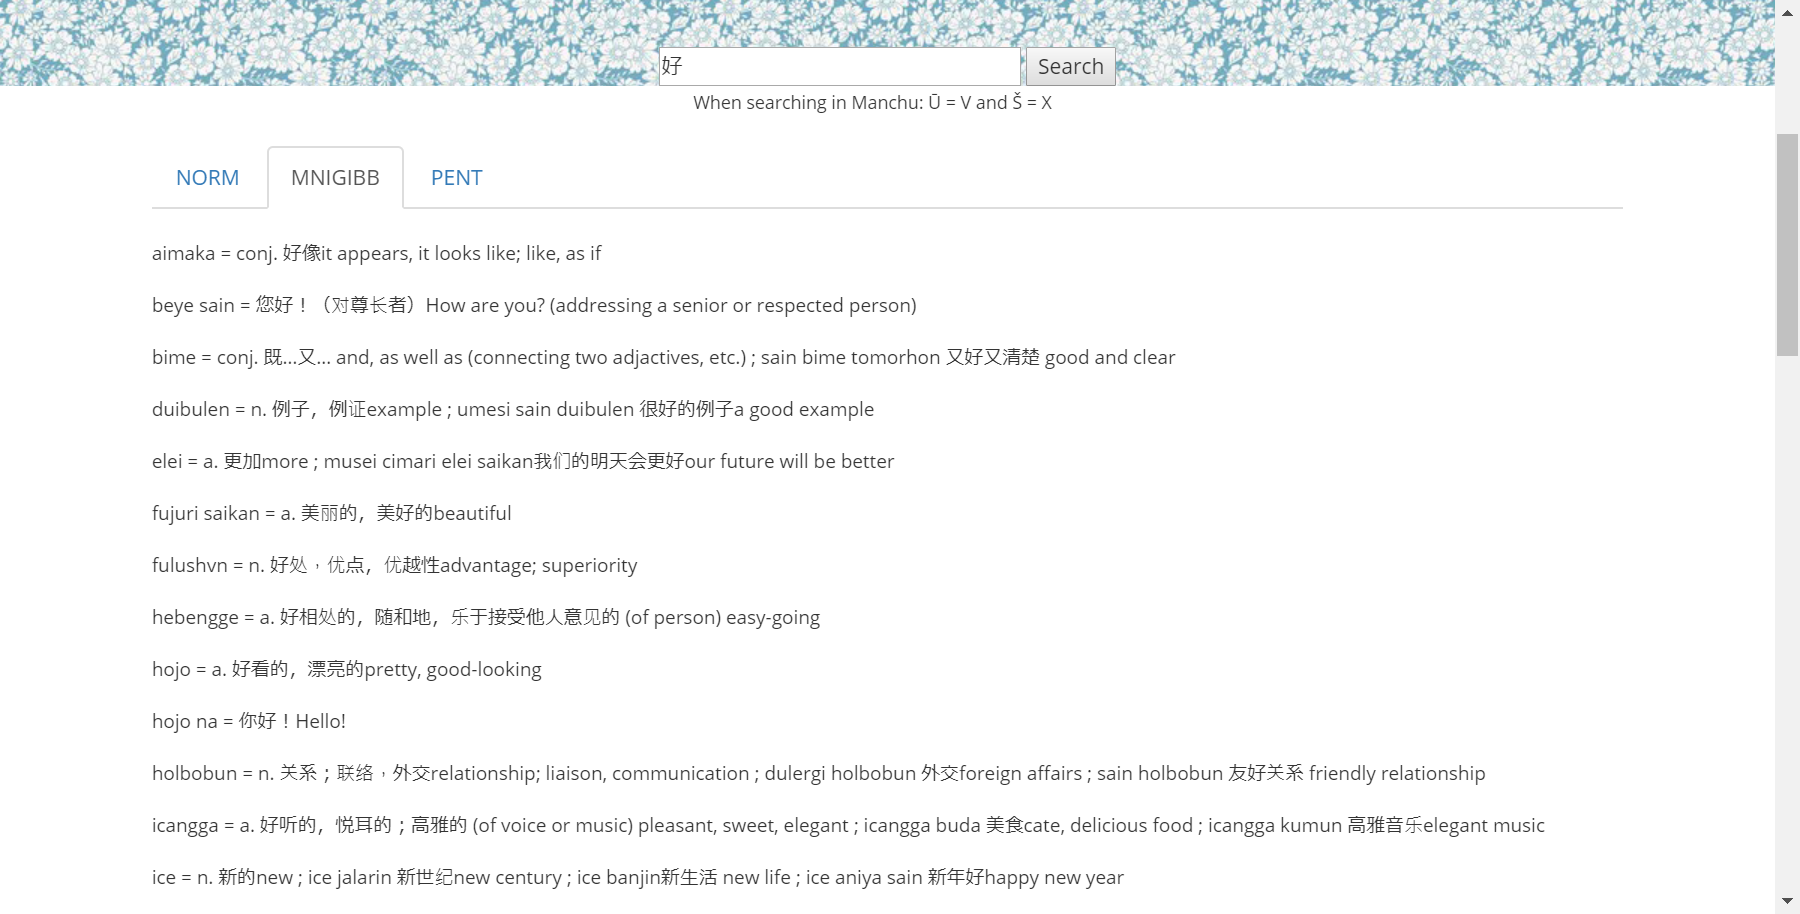 好 Search
When searching in Manchu: Ū = V and Š = X
NORM MNIGIBB PENT
aimaka = conj. 好像it appears, it looks like; like, as if
beye sain = 您好！（对尊长者）How are you? (addressing a senior or respected person)
bime = conj. 既...又... and, as well as (connecting two adjactives, etc.) ; sain bime tomorhon 又好又清楚 good and clear
duibulen = n. 例子，例证example ; umesi sain duibulen 很好的例子a good example
elei = a. 更加more ; musei cimari elei saikan我们的明天会更好our future will be better
fujuri saikan = a. 美丽的，美好的beautiful
fulushvn = n. 好处，优点，优越性advantage; superiority
hebengge = a. 好相处的，随和地，乐于接受他人意见的 (of person) easy-going
hojo = a. 好看的，漂亮的pretty, good-looking
hojo na = 你好！Hello!
holbobun = n. 关系；联络，外交relationship; liaison, communication ; dulergi holbobun 外交foreign affairs ; sain holbobun 友好关系 friendly relationship
icangga = a. 好听的，悦耳的；高雅的 (of voice or music) pleasant, sweet, elegant ; icangga buda 美食cate, delicious food ; icangga kumun 高雅音乐elegant music
ice = n. 新的new ; ice jalarin 新世纪new century ; ice banjin新生活 new life ; ice aniya sain 新年好happy new year